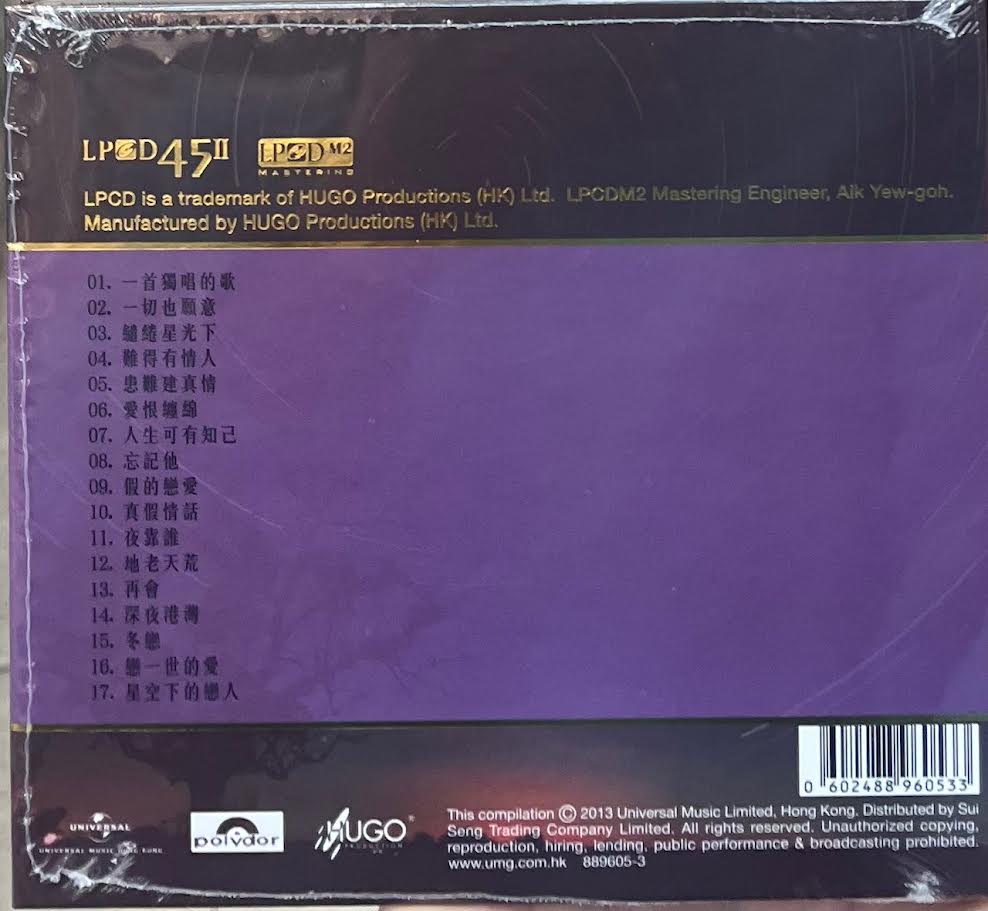 LPCD45II LPCD-M2
MASTERING
LPCD is a trademark of HUGO Productions (HK) Ltd. LPCDM2 Mastering Engineer, Aik Yew-goh.
Manufactured by HUGO Productions (HK) Ltd.
01. 一首獨唱的歌
02. 一切也願意
03. 繾綣星光下
04. 難得有情人
05. 患難建真情
06. 愛恨纏綿
07. 人生可有知己
08. 忘記他
09. 假的戀愛
10. 真假情話
11. 夜靠誰
12. 地老天荒
13. 再會
14. 深夜港灣
15. 冬戀
16. 戀一世的愛
17. 星空下的戀人
0 602488 960533
UNIVERSAL
UNIVERSAL MUSIC HONG KONG
polydor
HUGO®
PRODUCTION
HK
This compilation © 2013 Universal Music Limited, Hong Kong. Distributed by Sui
Seng Trading Company Limited. All rights reserved. Unauthorized copying,
reproduction, hiring, lending, public performance & broadcasting prohibited.
www.umg.com.hk 889605-3